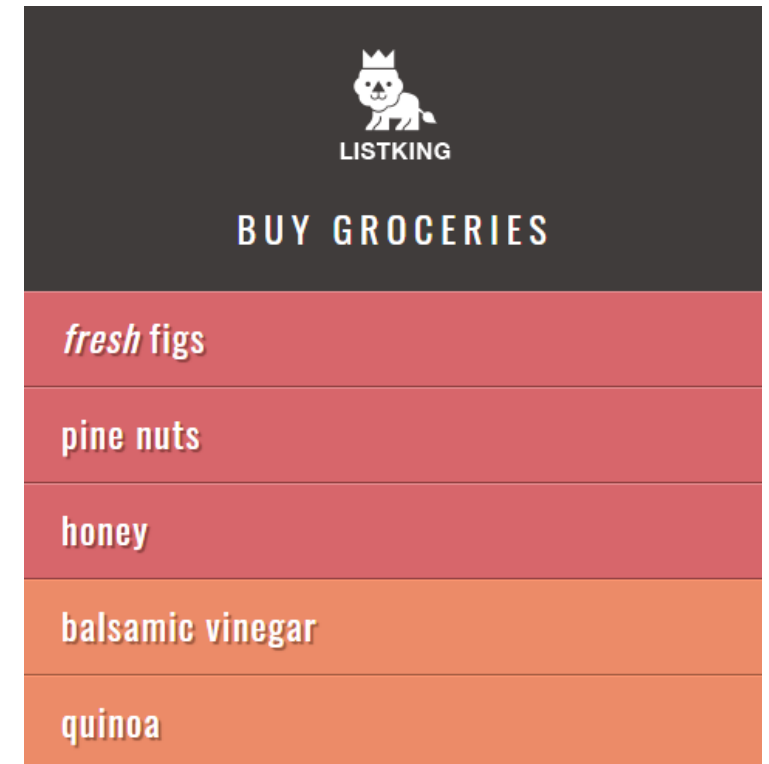 LISTKING
BUY GROCERIES
fresh figs
pine nuts
honey
balsamic vinegar
quinoa